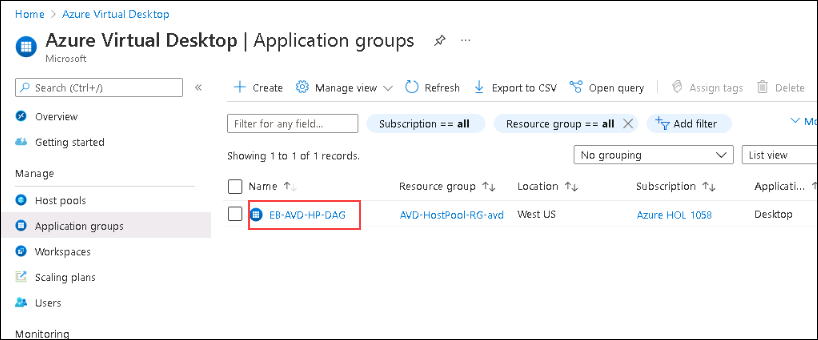 Home > Azure Virtual Desktop >
Azure Virtual Desktop | Application groups ...
Microsoft
Search (Ctrl+/) «
+ Create Manage view Refresh Export to CSV Open query Assign tags Delete
Overview
Getting started
Manage
Host pools
Application groups
Workspaces
Scaling plans
Users
Monitoring
Filter for any field... Subscription == all Resource group == all Add filter Mo
Showing 1 to 1 of 1 records. No grouping List view
Name ↑↓ Resource group ↑↓ Location ↑↓ Subscription ↑↓ Applicati...
EB-AVD-HP-DAG AVD-HostPool-RG-avd West US Azure HOL 1058 Desktop